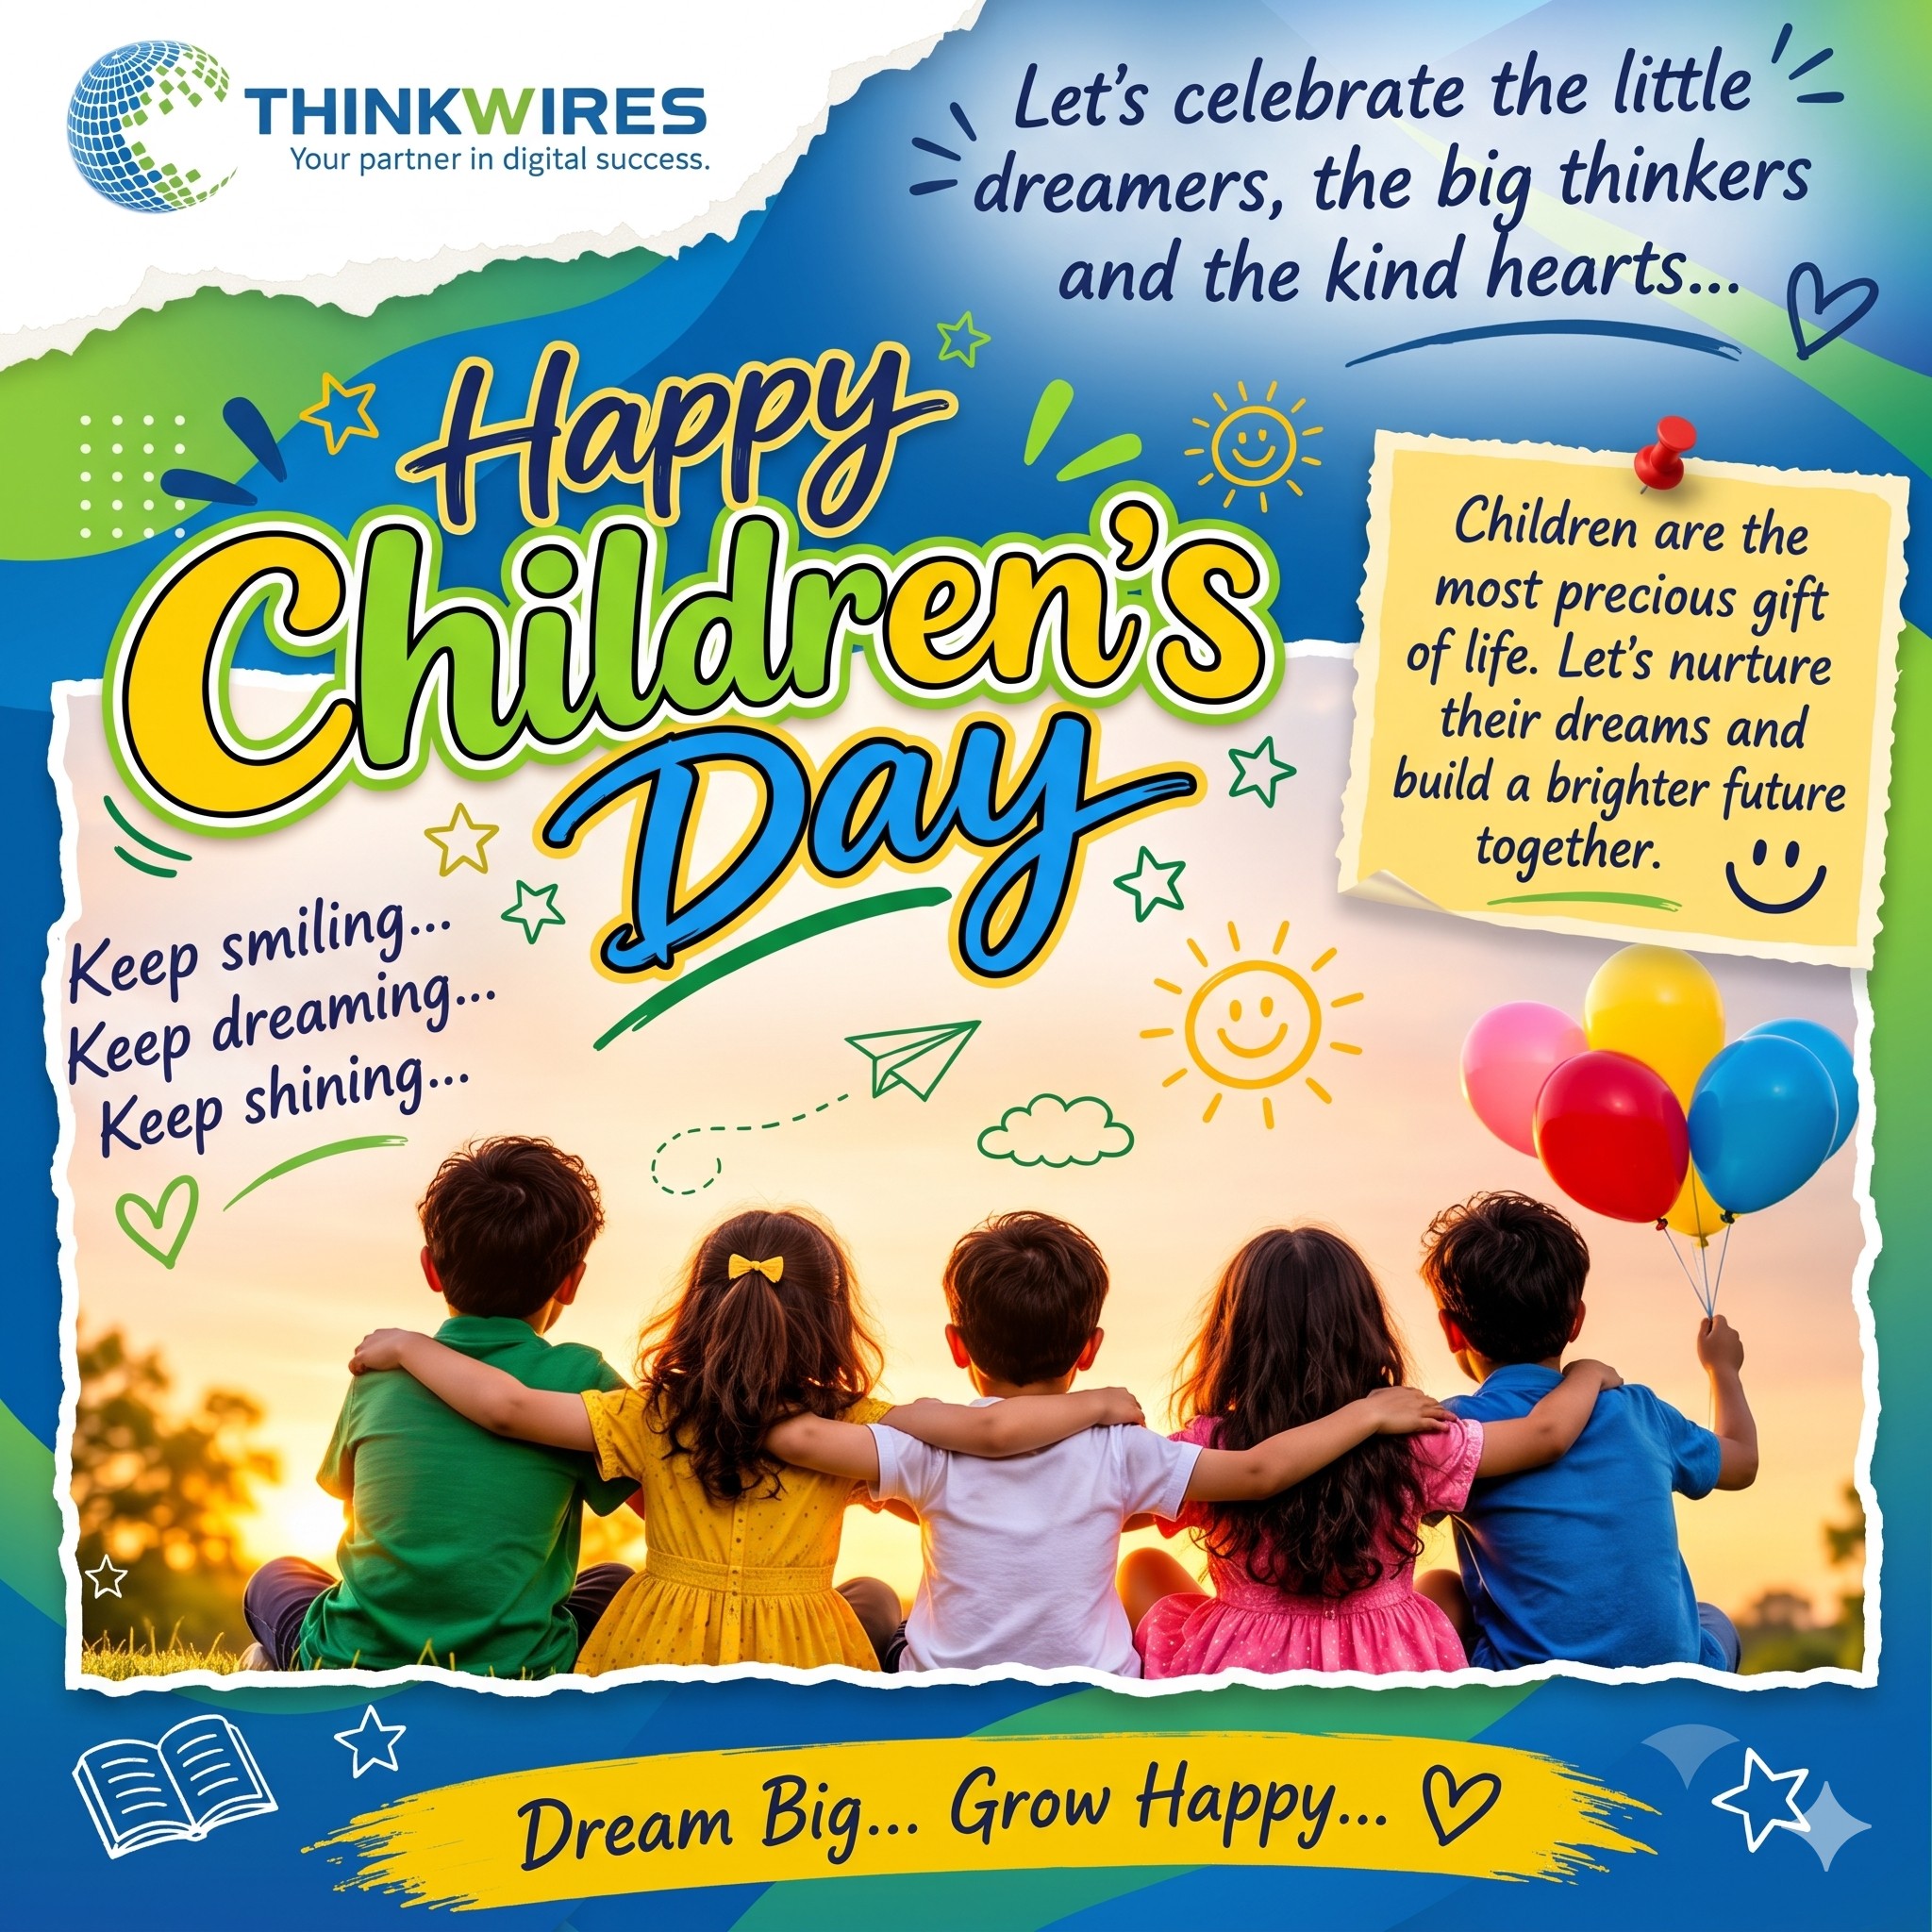 THINKWIRES
Your partner in digital success.
Let's celebrate the little
dreamers, the big thinkers
and the kind hearts...
Happy
Children's
Day
Children are the
most precious gift
of life. Let's nurture
their dreams and
build a brighter future
together.
Keep smiling...
Keep dreaming...
Keep shining...
Dream Big... Grow Happy...